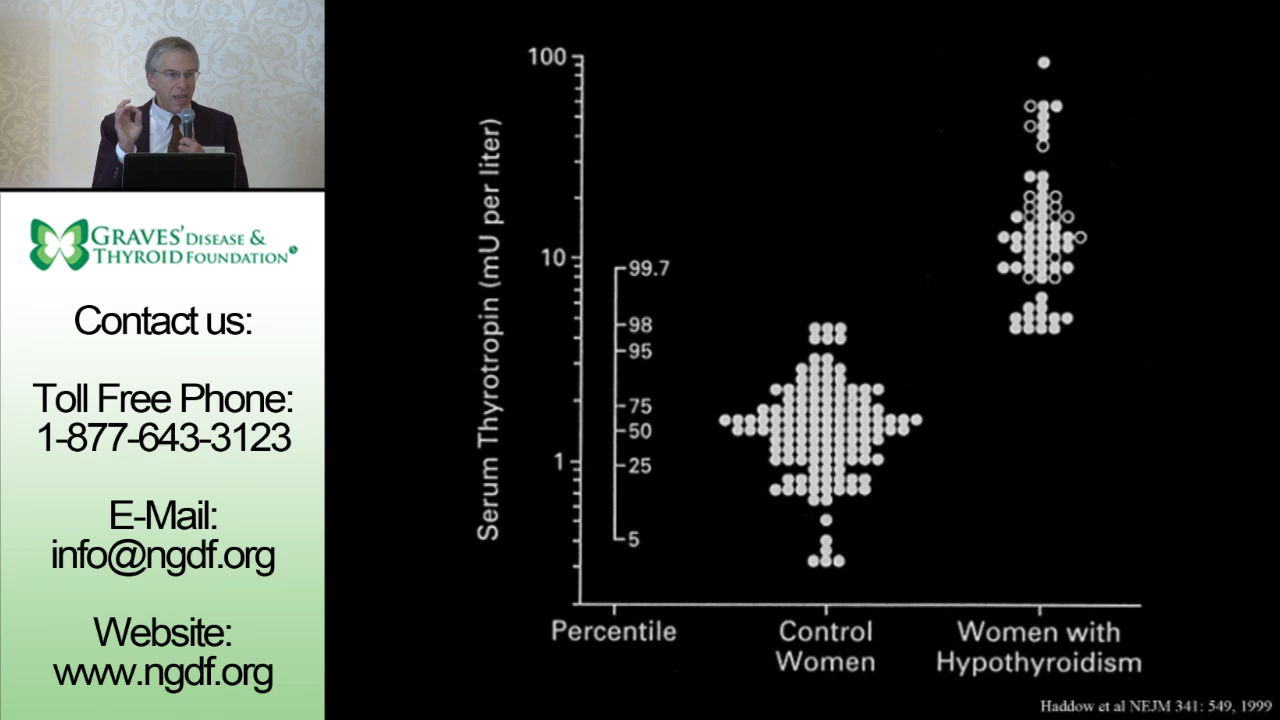 GRAVES' DISEASE &
THYROID FOUNDATION
Contact us:
Toll Free Phone:
1-877-643-3123
E-Mail:
info@ngdf.org
Website:
www.ngdf.org
Serum Thyrotropin (mU per liter)
100
10
1
99.7
98
95
75
50
25
5
Percentile
Control
Women
Women with
Hypothyroidism
Haddow et al NEJM 341: 549, 1999